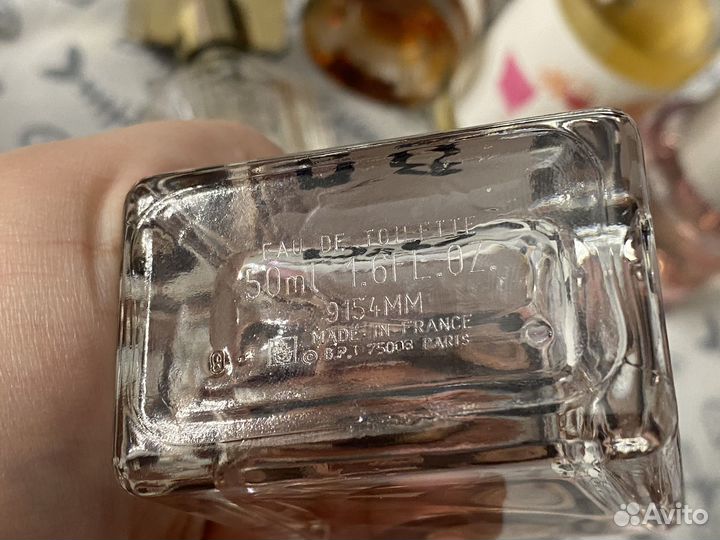 EAU DE TOILETTE
50ml 1.6FL.OZ.
9154MM
MADE IN FRANCE
© B.P.I 75008 PARIS
Avito